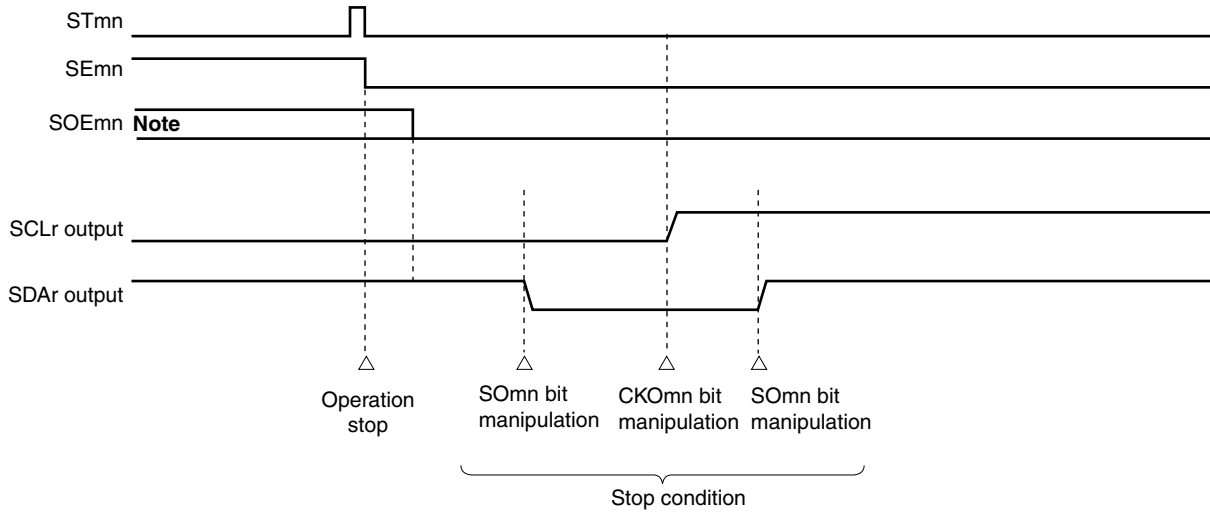 STmn
SEmn
SOEmn Note
SCLr output
SDAr output
Operation
stop
SOmn bit
manipulation
CKOmn bit
manipulation
SOmn bit
manipulation
Stop condition